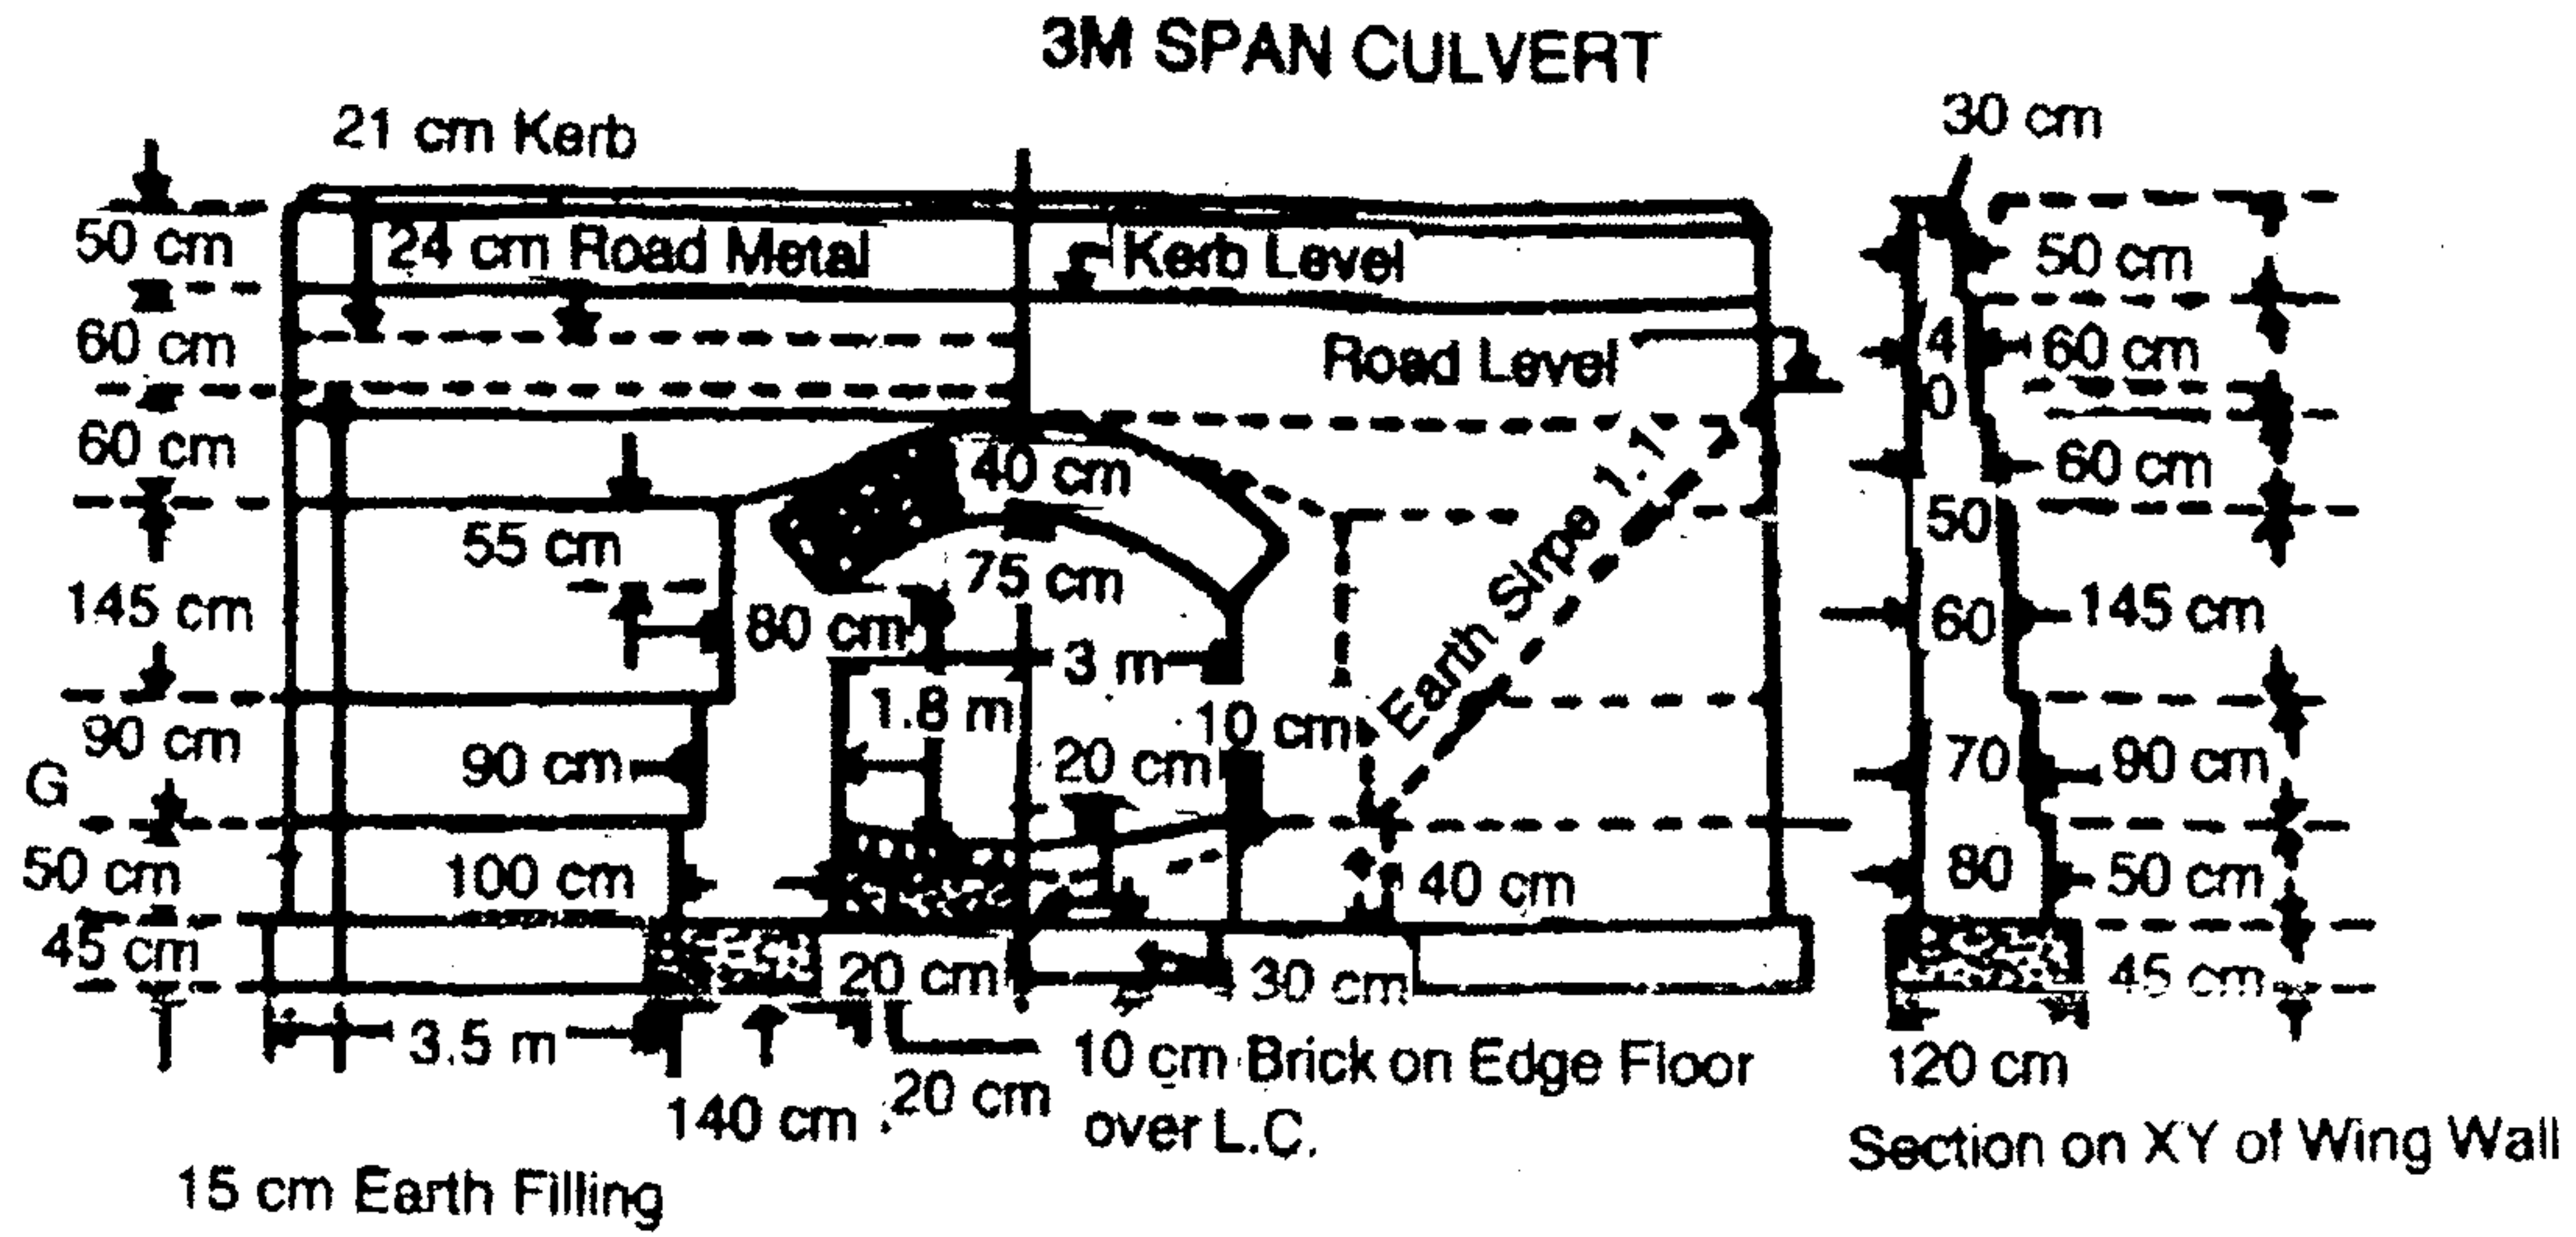 3M SPAN CULVERT
21 cm Kerb
30 cm
50 cm
24 cm Road Metal
Kerb Level
50 cm
60 cm
Road Level
40
60 cm
60 cm
40 cm
60 cm
55 cm
75 cm
Earth Slrpe 1.1
50
145 cm
80 cm
3 m
60
145 cm
1.8 m
10 cm
90 cm
90 cm
20 cm
70
90 cm
G
50 cm
100 cm
40 cm
80
50 cm
45 cm
20 cm
30 cm
45 cm
3.5 m
140 cm
20 cm
10 cm Brick on Edge Floor
over L.C.
120 cm
Section on XY of Wing Wall
15 cm Earth Filling